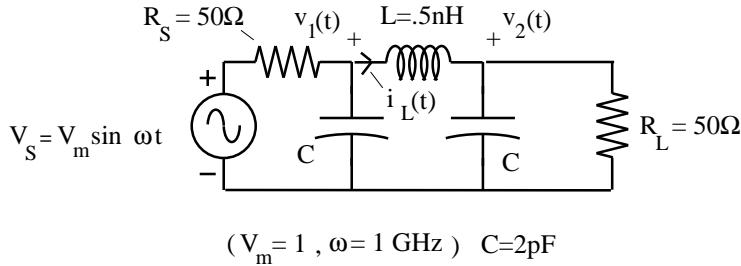 R_S = 50Ω
v_1(t)
L=.5nH
v_2(t)
+
+
+
i_L(t)
V_S = V_m sin ωt
C
C
R_L = 50Ω
−
( V_m = 1 , ω = 1 GHz ) C=2pF